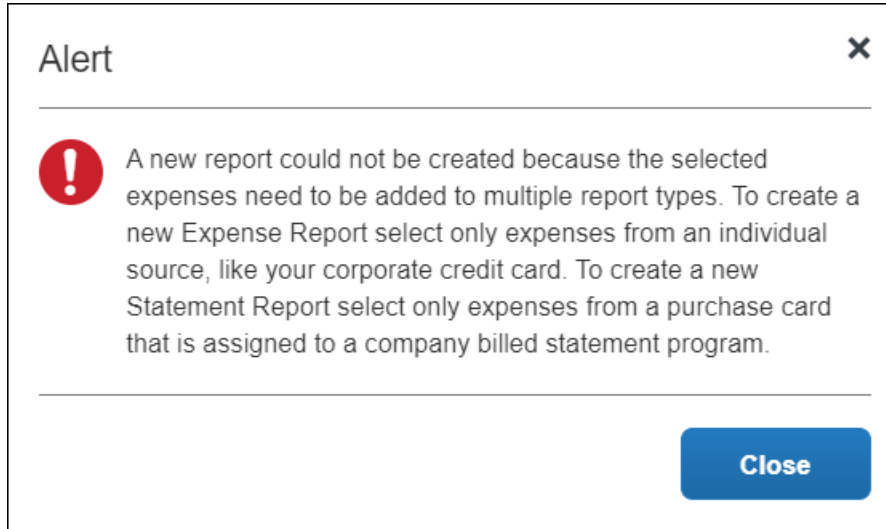 Alert
A new report could not be created because the selected
expenses need to be added to multiple report types. To create a
new Expense Report select only expenses from an individual
source, like your corporate credit card. To create a new
Statement Report select only expenses from a purchase card
that is assigned to a company billed statement program.
Close